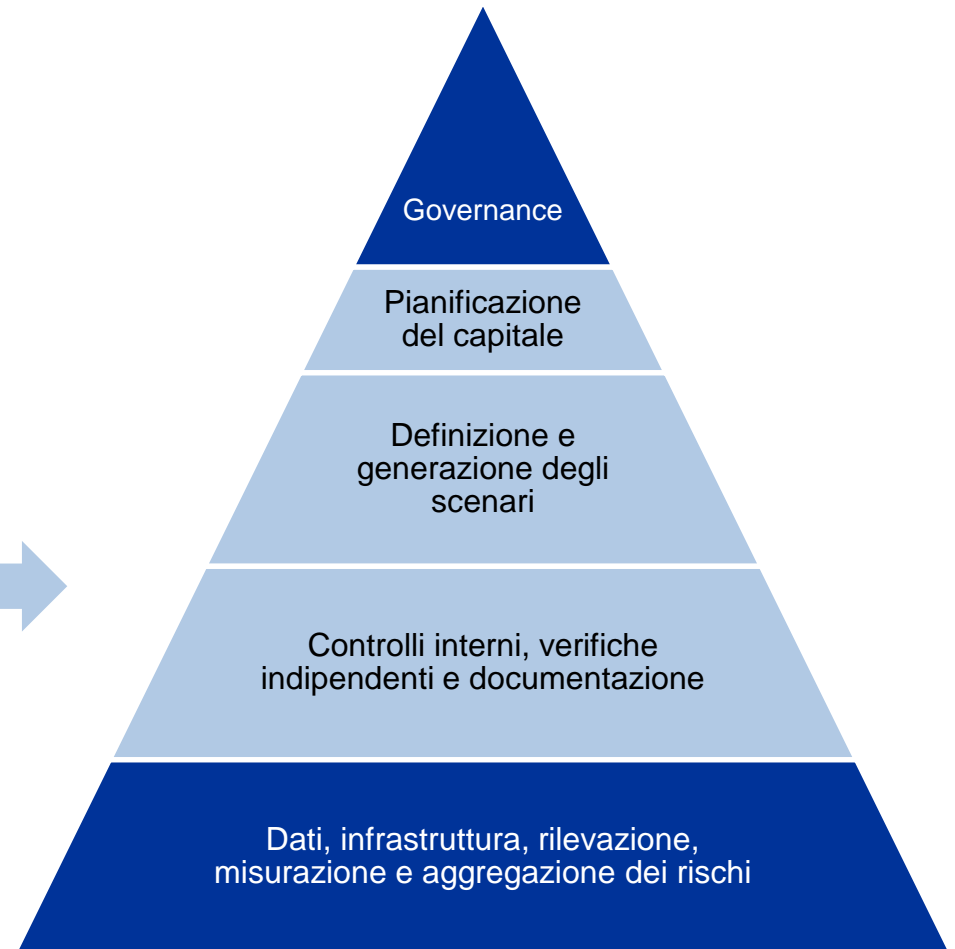 Governance
Pianificazione
del capitale
Definizione e
generazione degli
scenari
Controlli interni, verifiche
indipendenti e documentazione
Dati, infrastruttura, rilevazione,
misurazione e aggregazione dei rischi